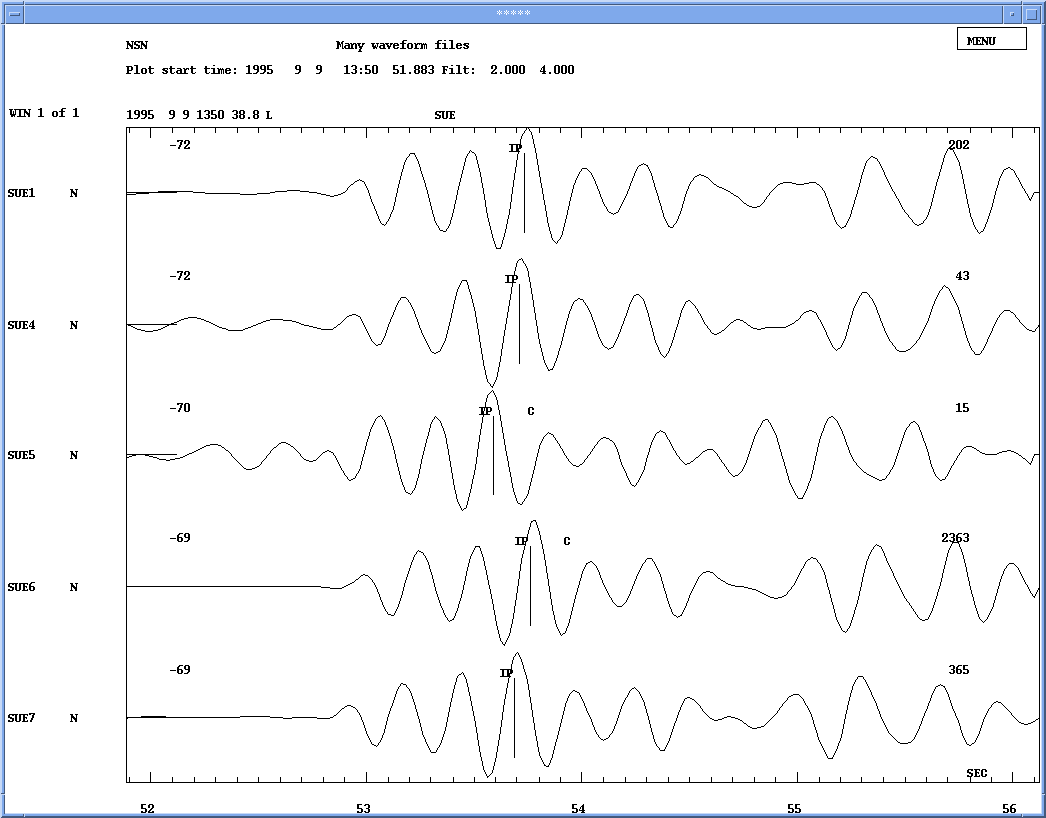 *****
NSN Many waveform files MENU
Plot start time: 1995 9 9 13:50 51.883 Filt: 2.000 4.000
WIN 1 of 1 1995 9 9 1350 38.8 L SUE
-72 IP 202
SUE1 N
-72 IP 43
SUE4 N
-70 IP C 15
SUE5 N
-69 IP C 2363
SUE6 N
-69 IP 365
SUE7 N
SEC
52 53 54 55 56